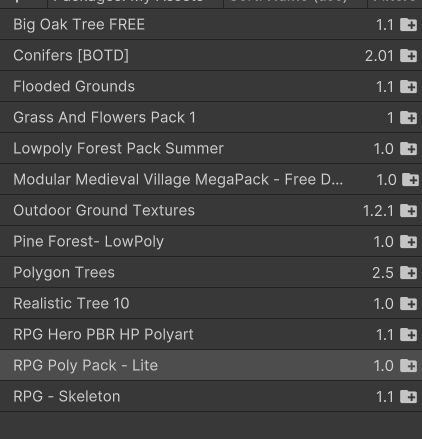 Big Oak Tree FREE 1.1
Conifers [BOTD] 2.01
Flooded Grounds 1.1
Grass And Flowers Pack 1 1
Lowpoly Forest Pack Summer 1.0
Modular Medieval Village MegaPack - Free D... 1.0
Outdoor Ground Textures 1.2.1
Pine Forest- LowPoly 1.0
Polygon Trees 2.5
Realistic Tree 10 1.0
RPG Hero PBR HP Polyart 1.1
RPG Poly Pack - Lite 1.0
RPG - Skeleton 1.1